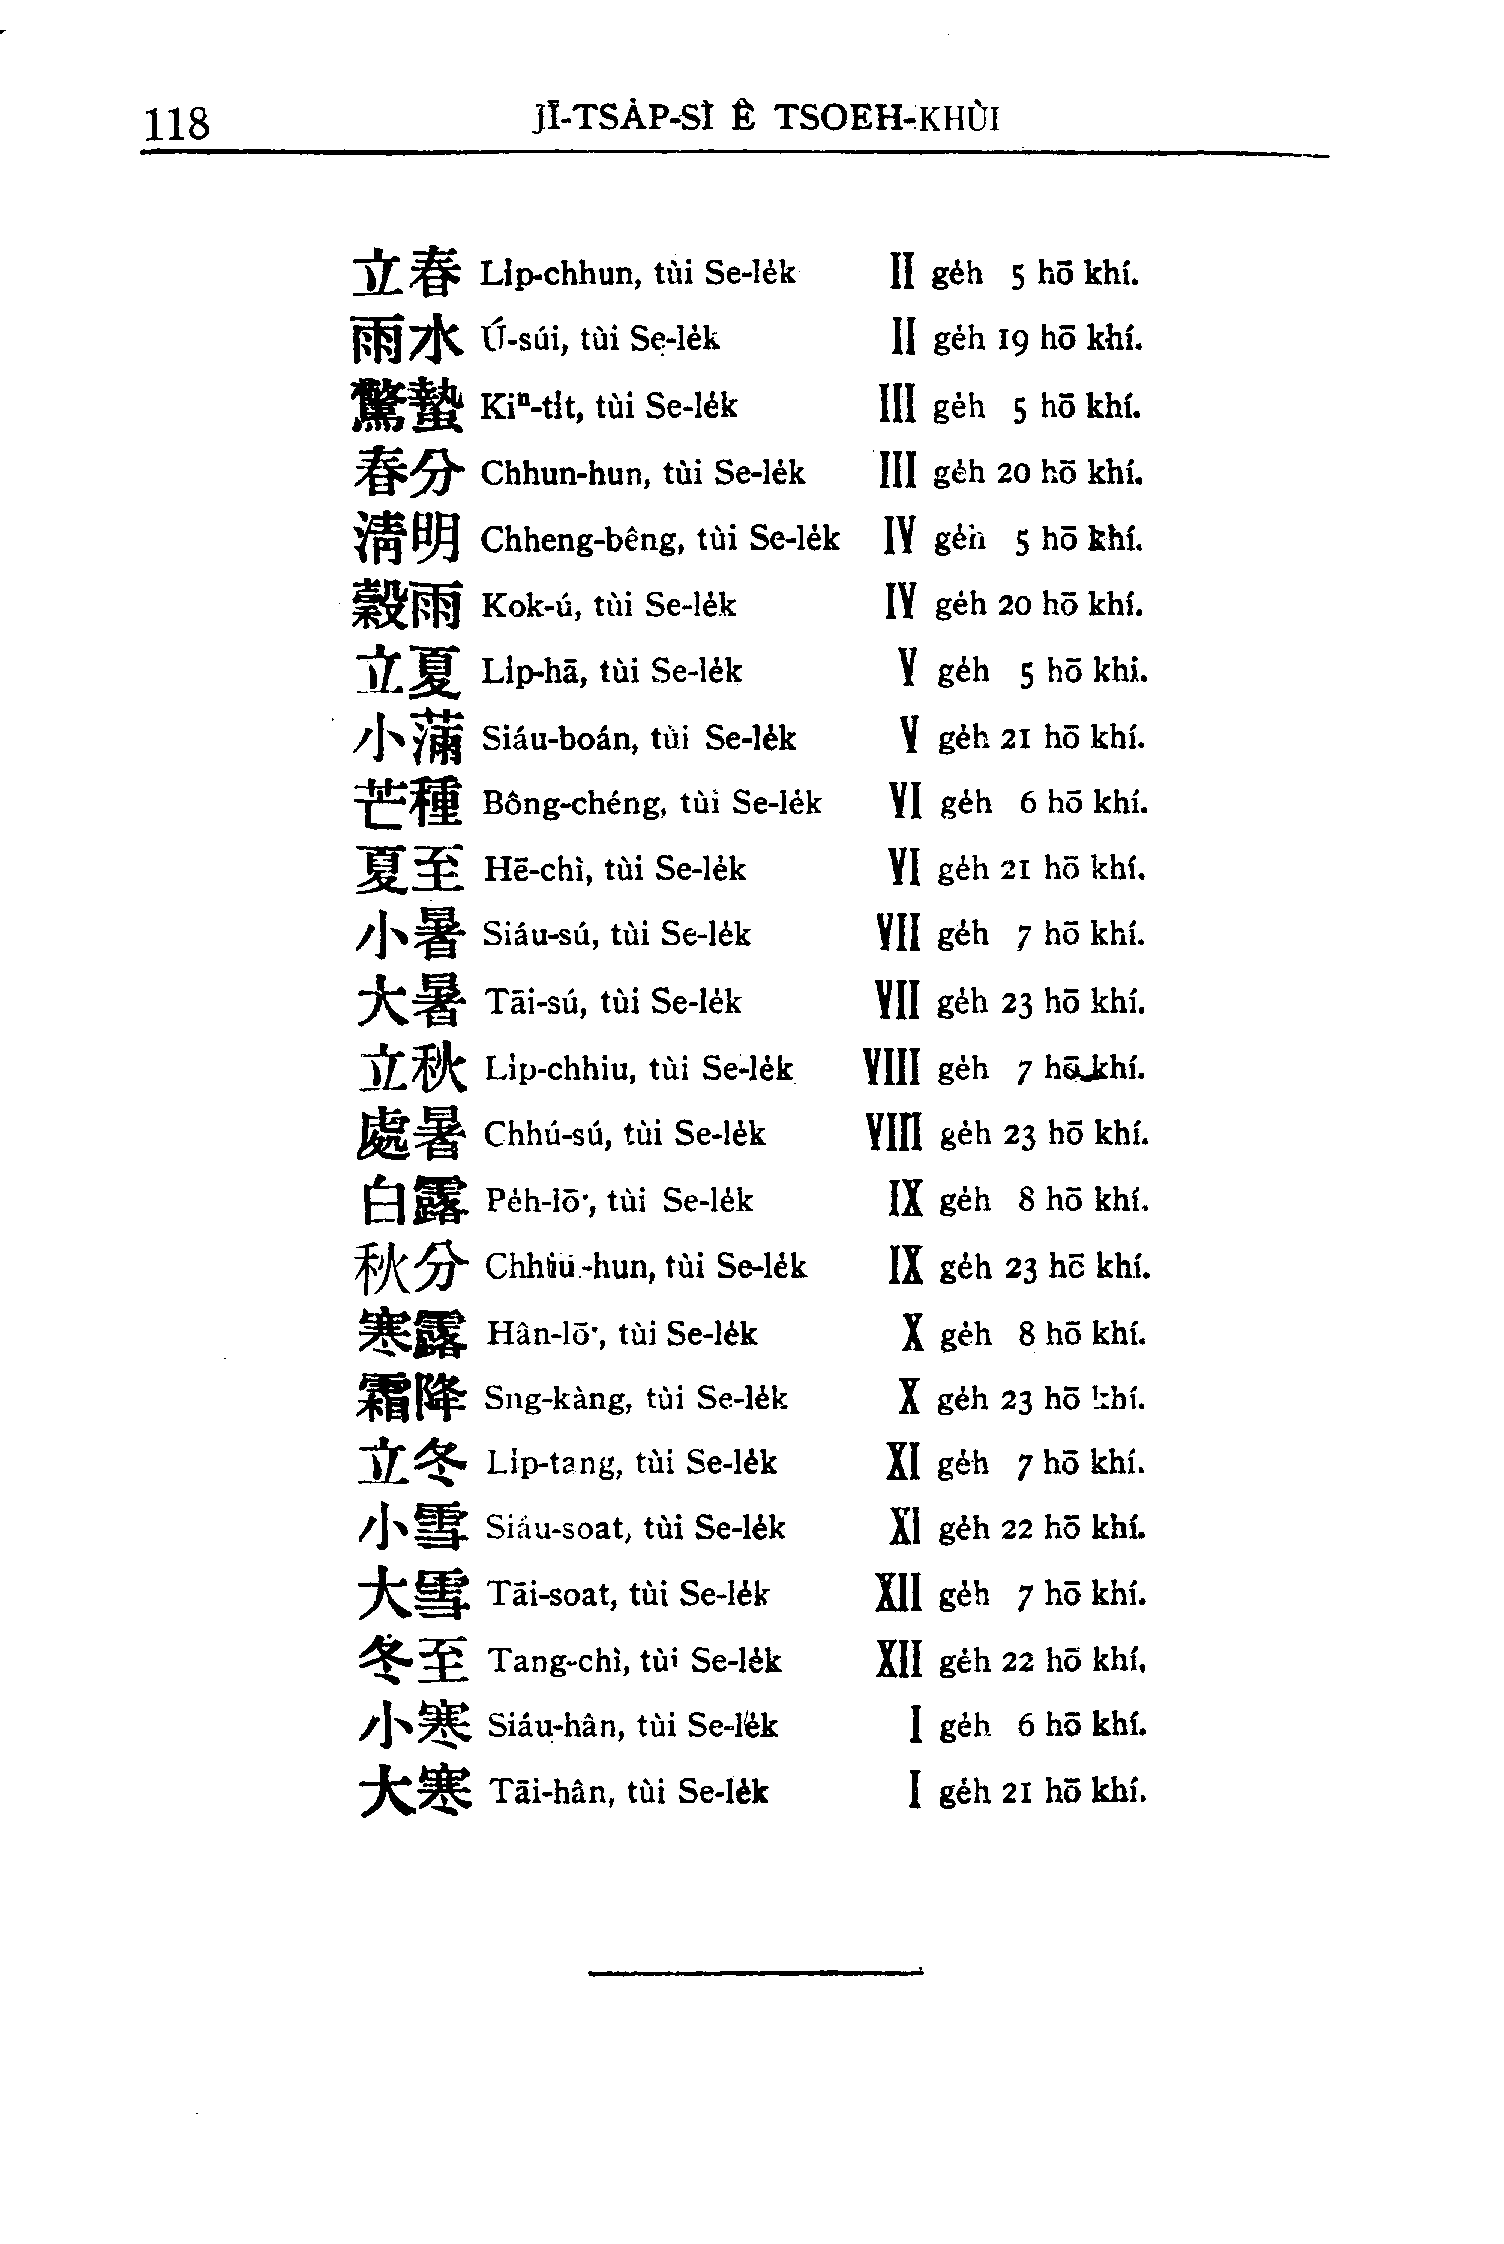 118 JĪ-TSA̍P-SÌ Ê TSOEH-KHÙI
立春 Li̍p-chhun, tùi Se-le̍k II ge̍h 5 hō khí.
雨水 Ú-súi, tùi Se-le̍k II ge̍h 19 hō khí.
驚蟄 Kiⁿ-ti̍t, tùi Se-le̍k III ge̍h 5 hō khí.
春分 Chhun-hun, tùi Se-le̍k III ge̍h 20 hō khí.
清明 Chheng-bêng, tùi Se-le̍k IV ge̍h 5 hō khí.
穀雨 Kok-ú, tùi Se-le̍k IV ge̍h 20 hō khí.
立夏 Li̍p-hā, tùi Se-le̍k V ge̍h 5 hō khi.
小蒲 Siáu-boán, tùi Se-le̍k V ge̍h 21 hō khí.
芒種 Bông-chéng, tùi Se-le̍k VI ge̍h 6 hō khí.
夏至 Hē-chì, tùi Se-le̍k VI ge̍h 21 hō khí.
小暑 Siáu-sú, tùi Se-le̍k VII ge̍h 7 hō khí.
大暑 Tāi-sú, tùi Se-le̍k VII ge̍h 23 hō khí.
立秋 Li̍p-chhiu, tùi Se-le̍k VIII ge̍h 7 hō khí.
處暑 Chhú-sú, tùi Se-le̍k VIII ge̍h 23 hō khí.
白露 Pe̍h-lō·, tùi Se-le̍k IX ge̍h 8 hō khí.
秋分 Chhiu-hun, tùi Se-le̍k IX ge̍h 23 hō khí.
寒露 Hân-lō·, tùi Se-le̍k X ge̍h 8 hō khí.
霜降 Sng-kàng, tùi Se-le̍k X ge̍h 23 hō khí.
立冬 Li̍p-tang, tùi Se-le̍k XI ge̍h 7 hō khí.
小雪 Siáu-soat, tùi Se-le̍k XI ge̍h 22 hō khí.
大雪 Tāi-soat, tùi Se-le̍k XII ge̍h 7 hō khí.
冬至 Tang-chì, tùi Se-le̍k XII ge̍h 22 hō khí,
小寒 Siáu-hân, tùi Se-le̍k I ge̍h 6 hō khí.
大寒 Tāi-hân, tùi Se-le̍k I ge̍h 21 hō khí.